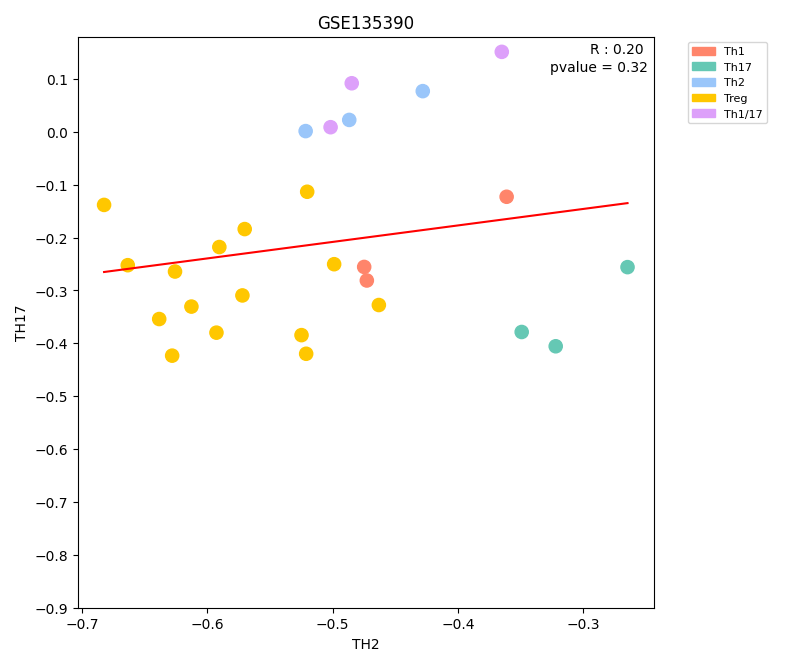 GSE135390
R : 0.20
pvalue = 0.32
Th1
Th17
Th2
Treg
Th1/17
TH17
0.1
0.0
−0.1
−0.2
−0.3
−0.4
−0.5
−0.6
−0.7
−0.8
−0.9
−0.7 −0.6 −0.5 −0.4 −0.3
TH2